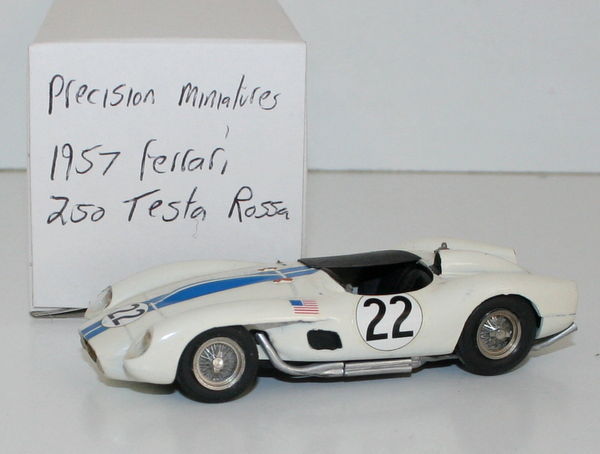 Precision Miniatures
1957 Ferrari
250 Testa Rossa
22
22